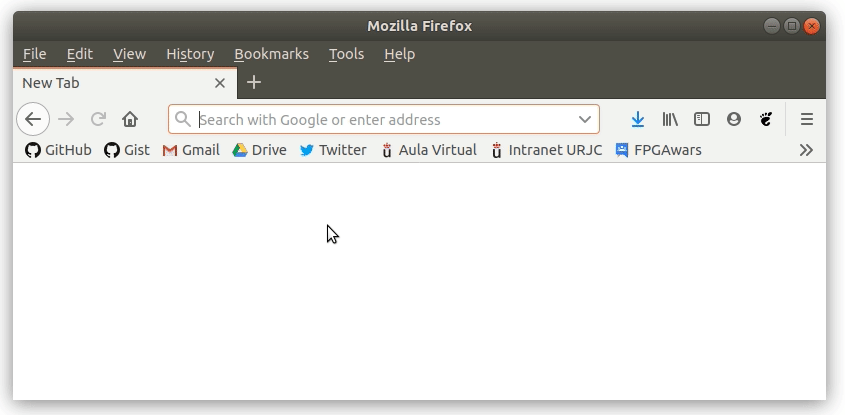 Mozilla Firefox
File Edit View History Bookmarks Tools Help
New Tab
Search with Google or enter address
GitHub Gist Gmail Drive Twitter Aula Virtual Intranet URJC FPGAwars